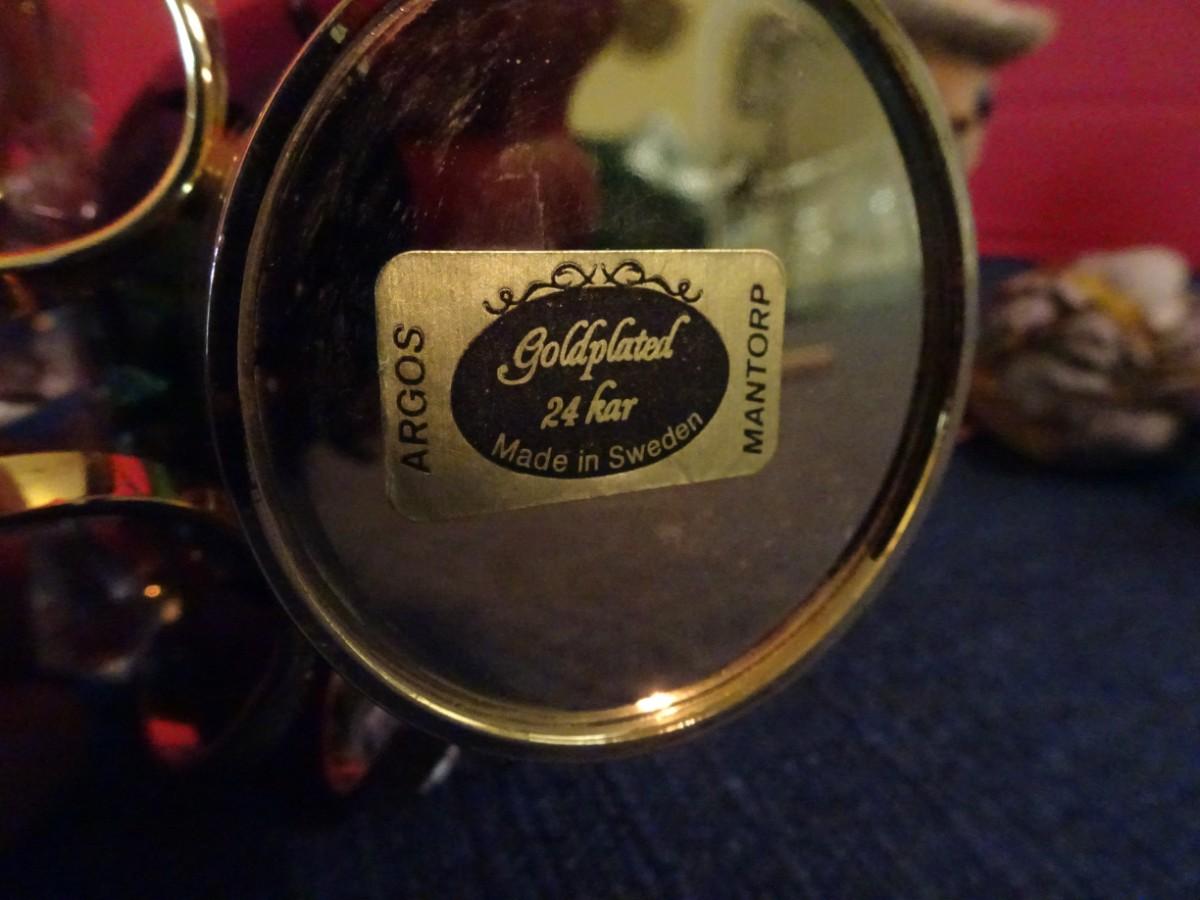 ARGOS
Goldplated
24 kar
Made in Sweden
MANTORP